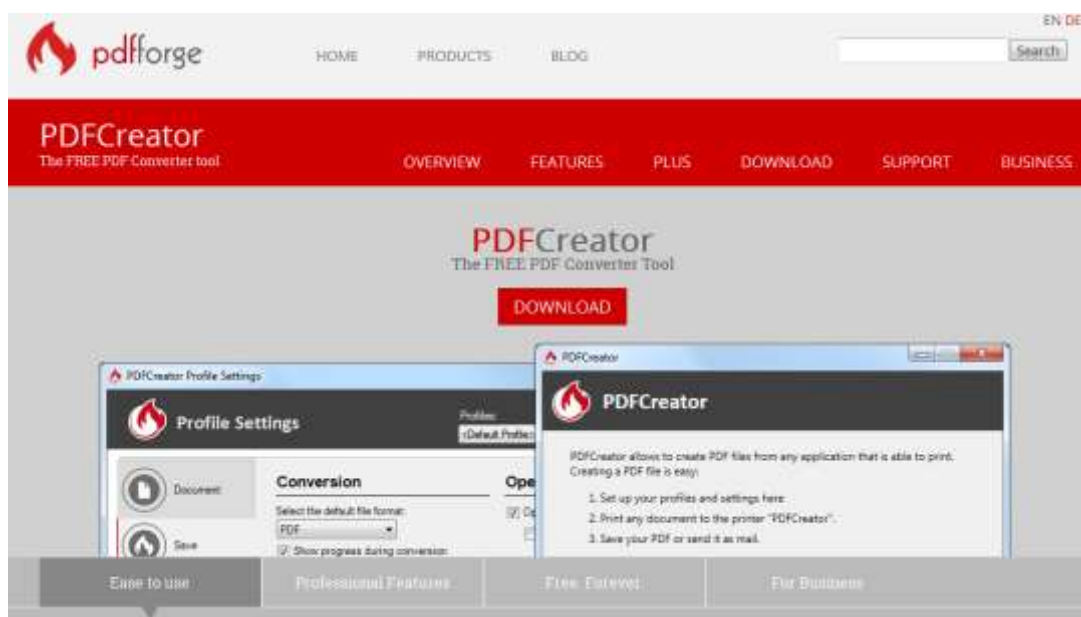 EN DE
pdfforge
HOME PRODUCTS BLOG Search
PDFCreator
The FREE PDF Converter tool
OVERVIEW FEATURES PLUS DOWNLOAD SUPPORT BUSINESS
PDFCreator
The FREE PDF Converter Tool
DOWNLOAD
PDFCreator Profile Settings
Profile Settings
Profiles:
<Default Profile>
Document
Save
Conversion
Select the default file format:
PDF
Show progress during conversion
Ope
PDFCreator
PDFCreator
PDFCreator allows to create PDF files from any application that is able to print.
Creating a PDF file is easy:
1. Set up your profiles and settings here
2. Print any document to the printer "PDFCreator".
3. Save your PDF or send it as mail.
Ease to use Professional Features Free. Forever. For Business